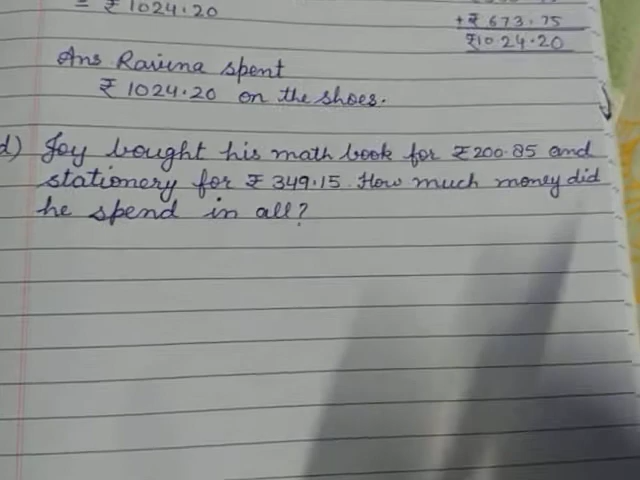 = ₹ 1024.20
+ ₹ 673.75
₹1024.20
Ans Ravina spent
₹ 1024.20 on the shoes.
d) Joy bought his math book for ₹200.85 and
stationery for ₹ 349.15. How much money did
he spend in all?